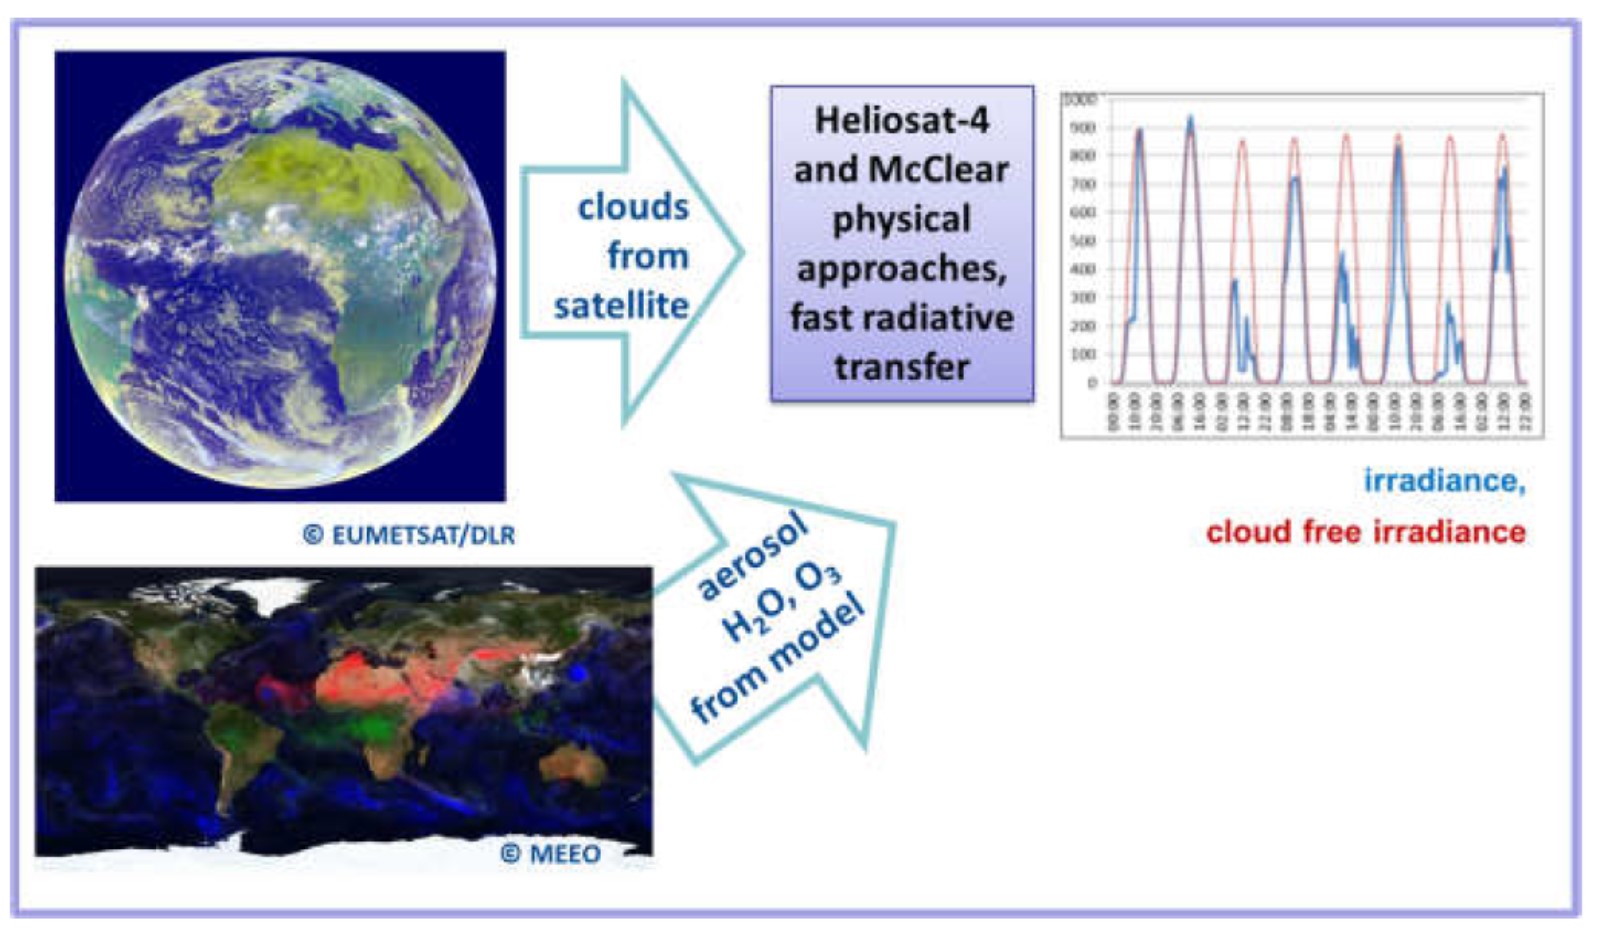 clouds
from
satellite
Heliosat-4
and McClear
physical
approaches,
fast radiative
transfer
1000
900
800
700
600
500
400
300
200
100
0
00:00
10:00
20:00
06:00
16:00
02:00
12:00
22:00
08:00
18:00
04:00
14:00
00:00
10:00
20:00
06:00
16:00
02:00
12:00
22:00
irradiance,
cloud free irradiance
© EUMETSAT/DLR
aerosol
H₂O, O₃
from model
© MEEO